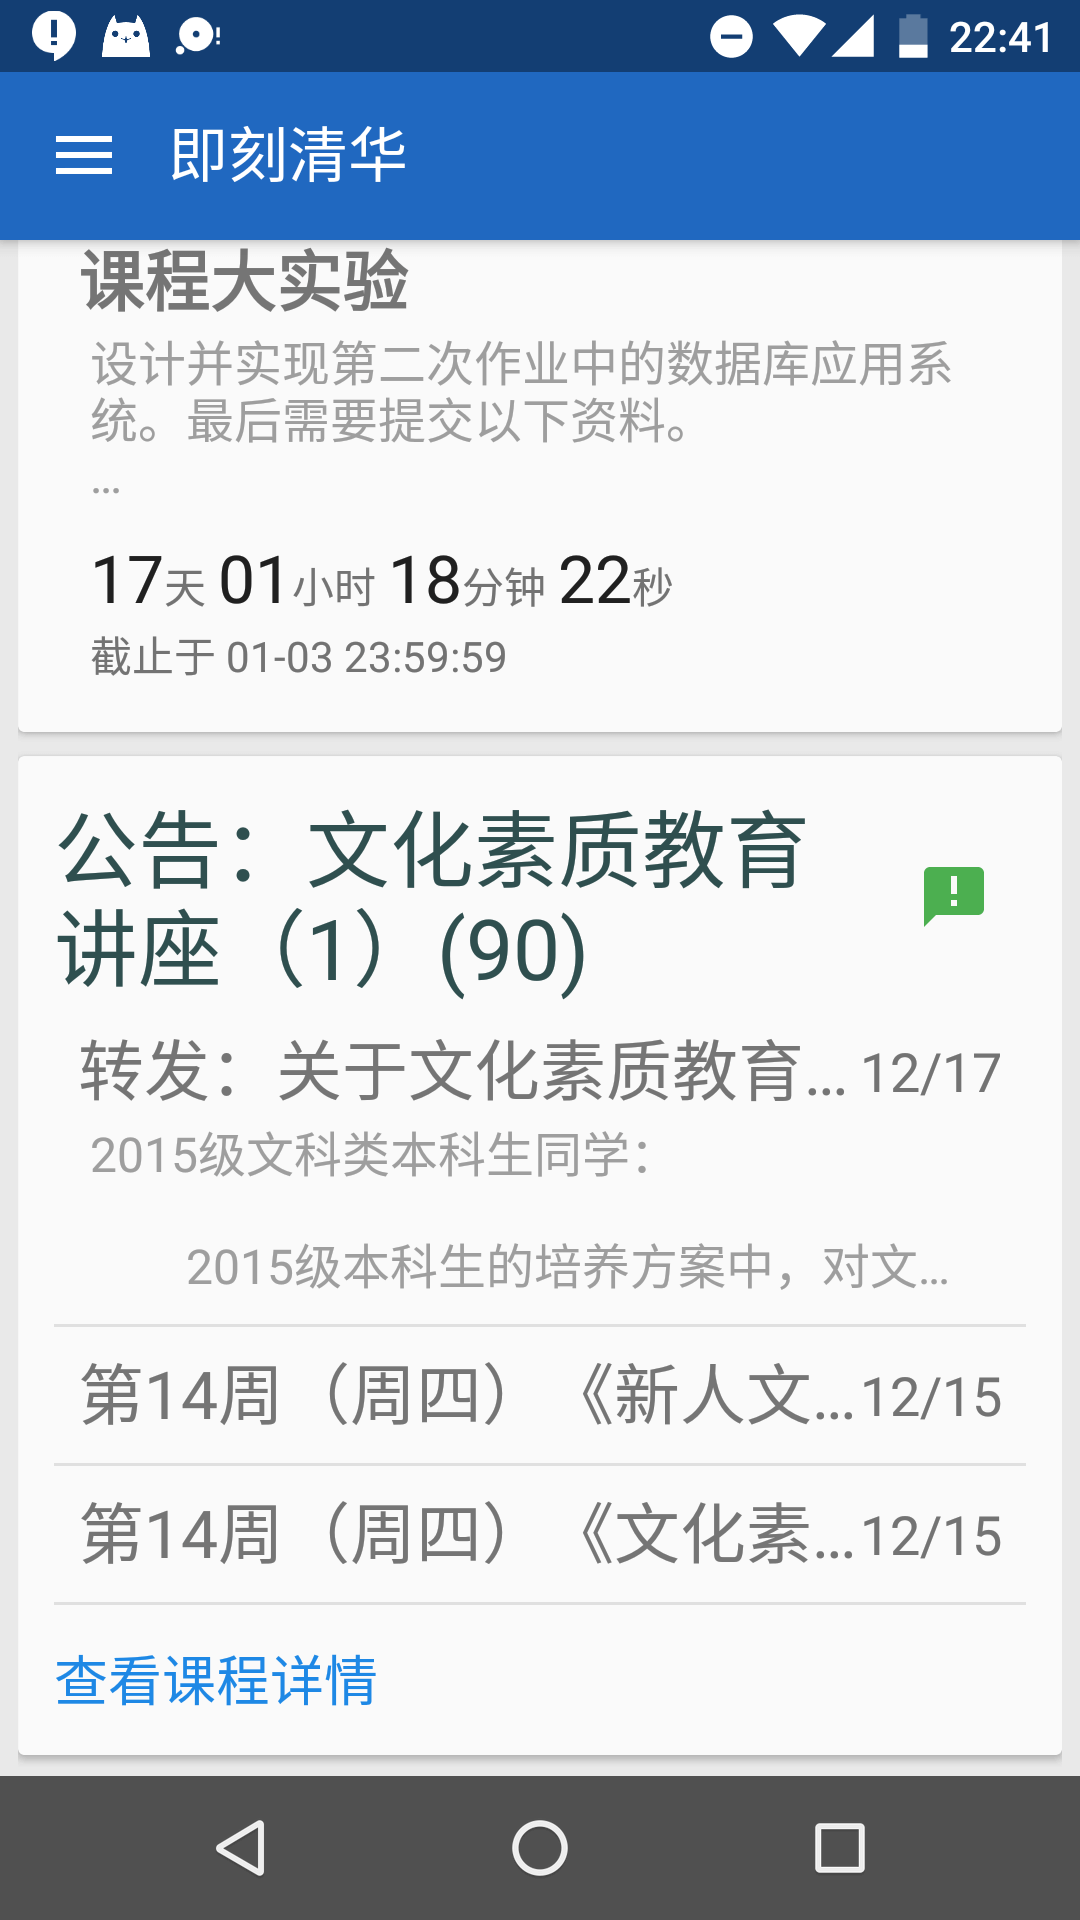 22:41
即刻清华
课程大实验
设计并实现第二次作业中的数据库应用系
统。最后需要提交以下资料。
...
17天 01小时 18分钟 22秒
截止于 01-03 23:59:59
公告：文化素质教育
讲座（1）(90)
转发：关于文化素质教育... 12/17
2015级文科类本科生同学：
2015级本科生的培养方案中，对文...
第14周（周四）《新人文... 12/15
第14周（周四）《文化素... 12/15
查看课程详情